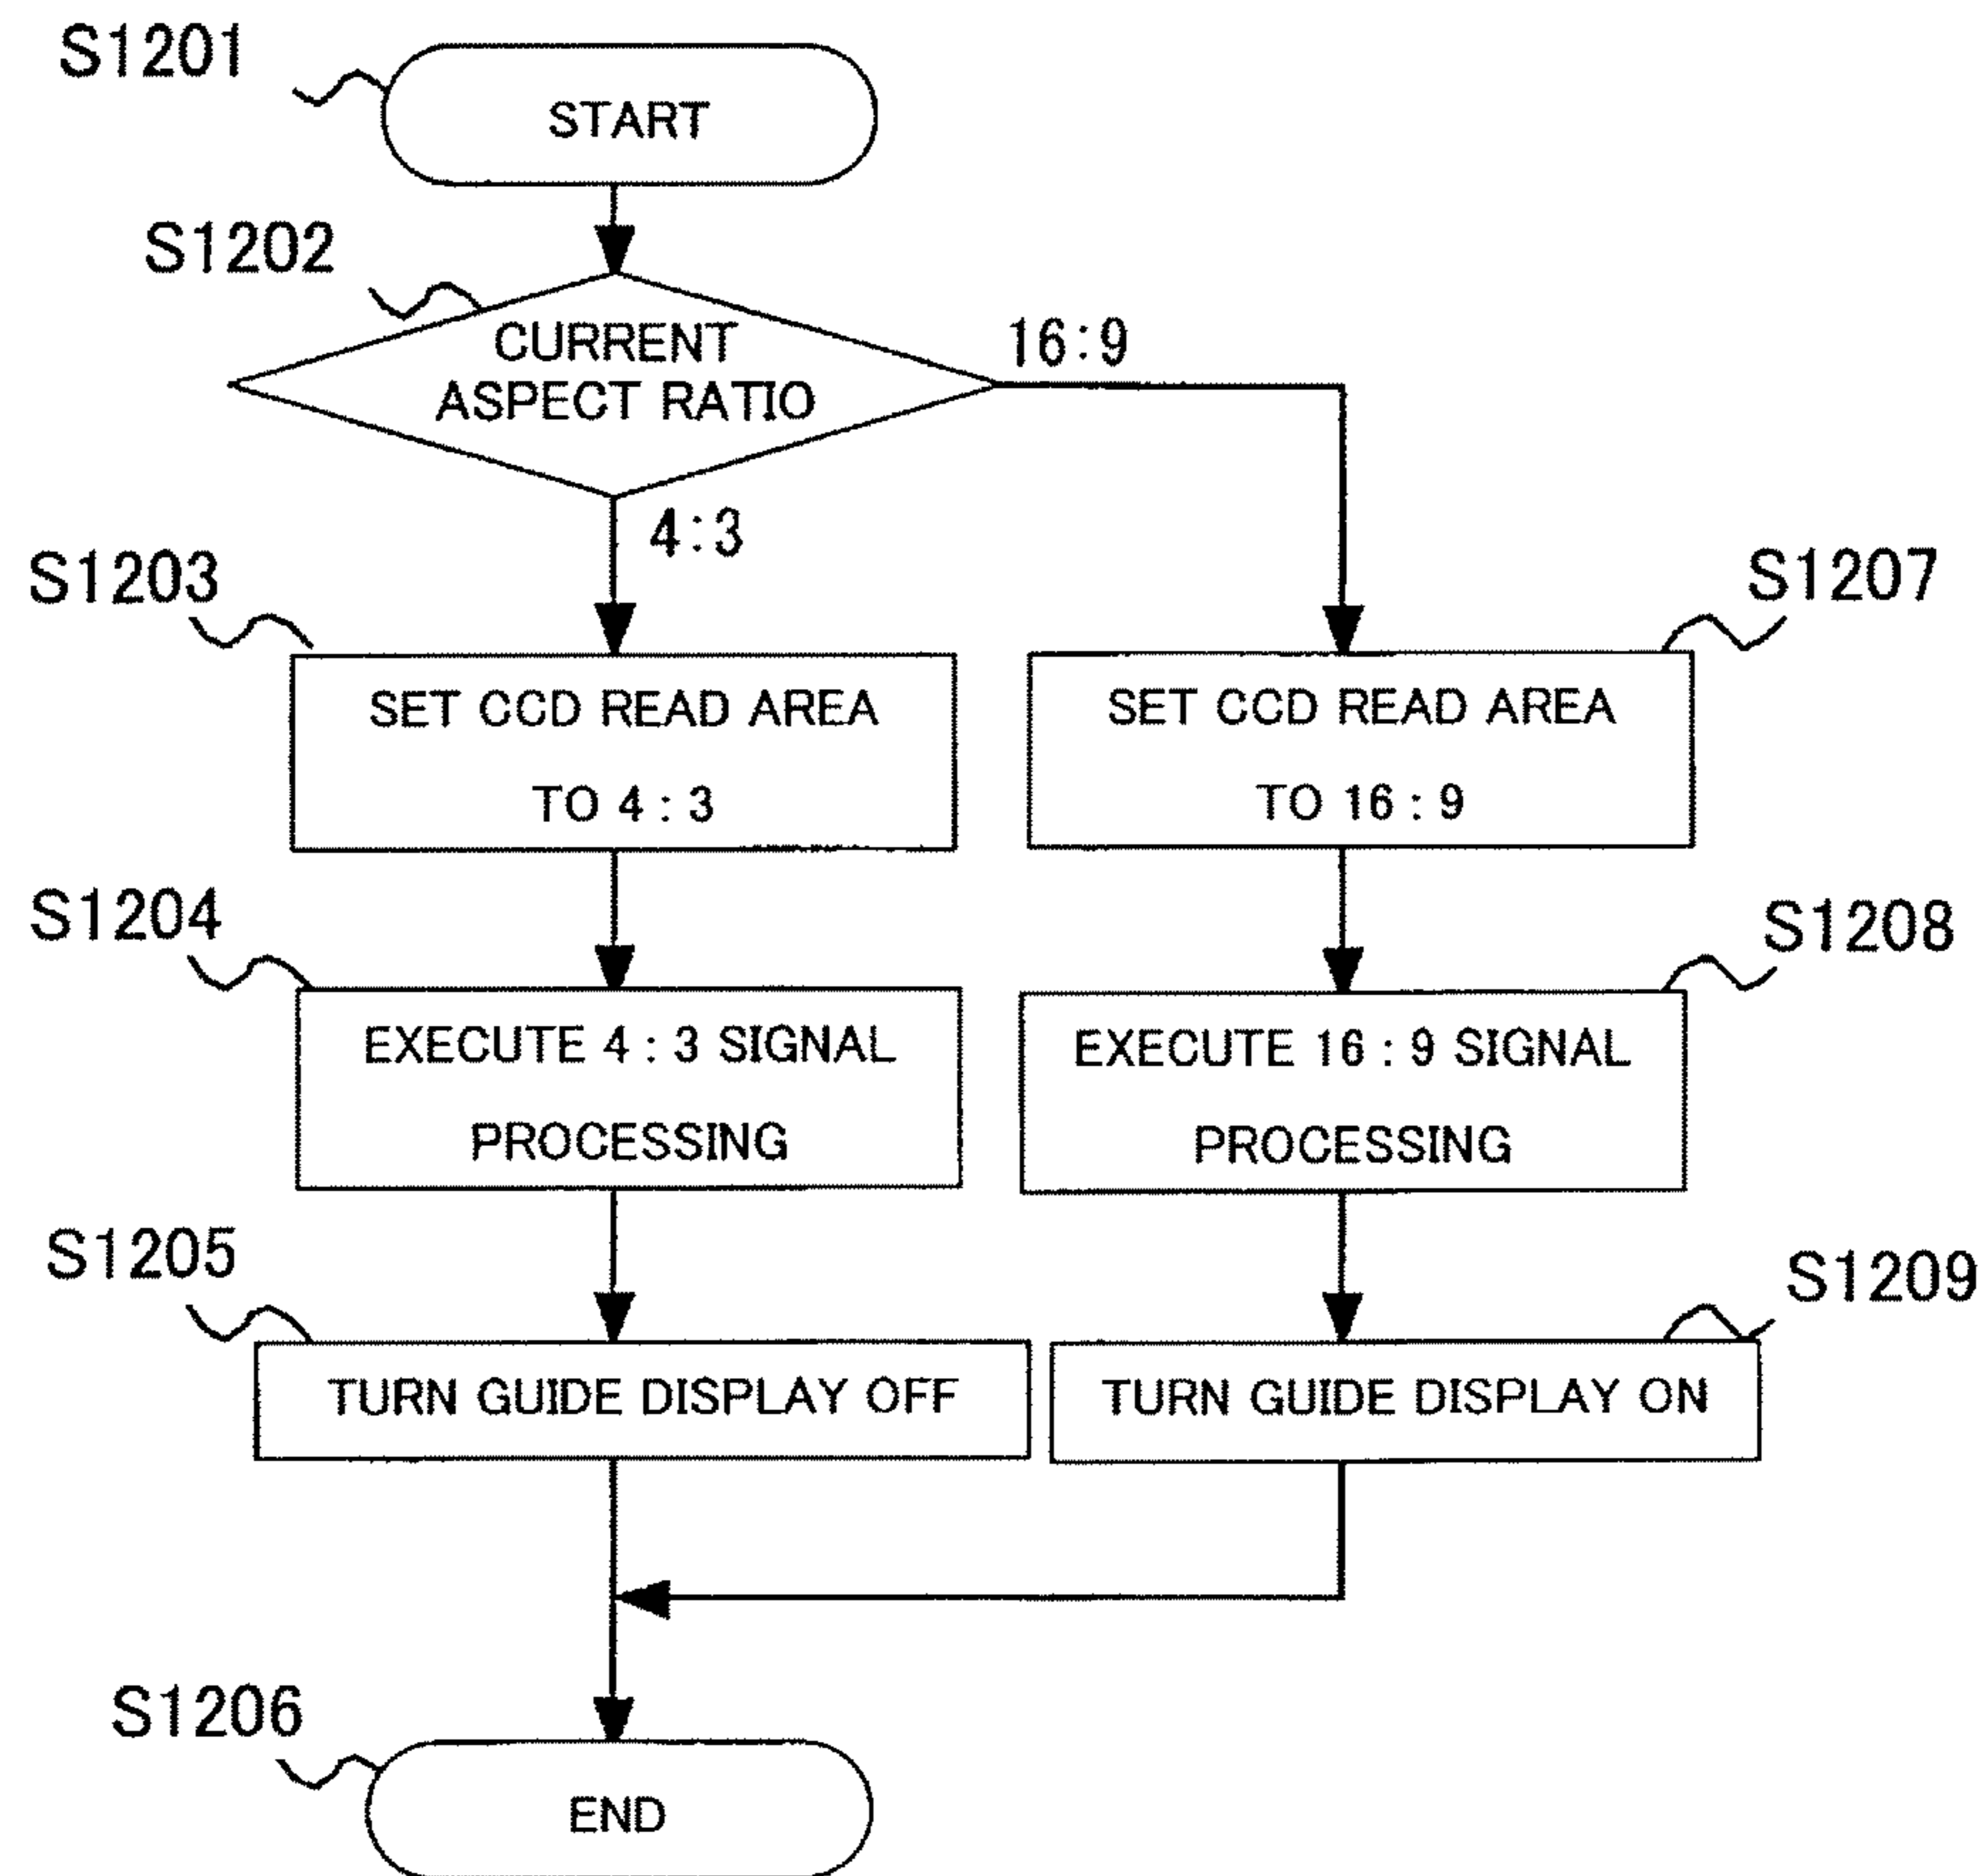 S1201
START
S1202
CURRENT
ASPECT RATIO
16:9
4:3
S1203
SET CCD READ AREA
TO 4 : 3
S1207
SET CCD READ AREA
TO 16 : 9
S1204
EXECUTE 4 : 3 SIGNAL
PROCESSING
S1208
EXECUTE 16 : 9 SIGNAL
PROCESSING
S1205
TURN GUIDE DISPLAY OFF
S1209
TURN GUIDE DISPLAY ON
S1206
END